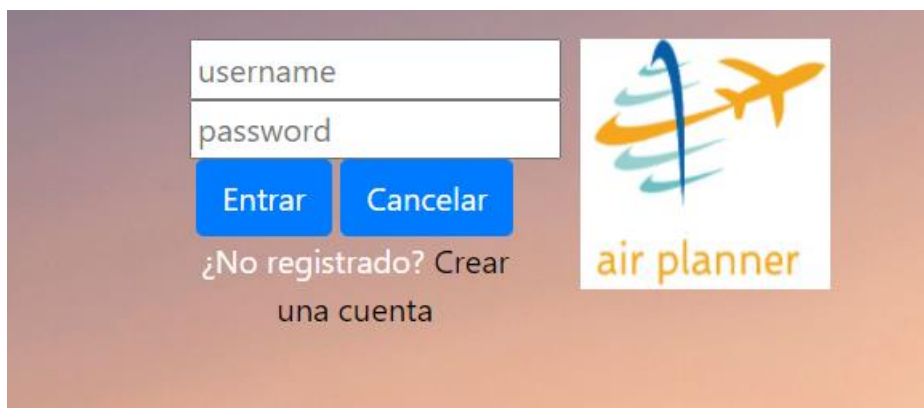 username
password
Entrar Cancelar
¿No registrado? Crear
una cuenta
air planner